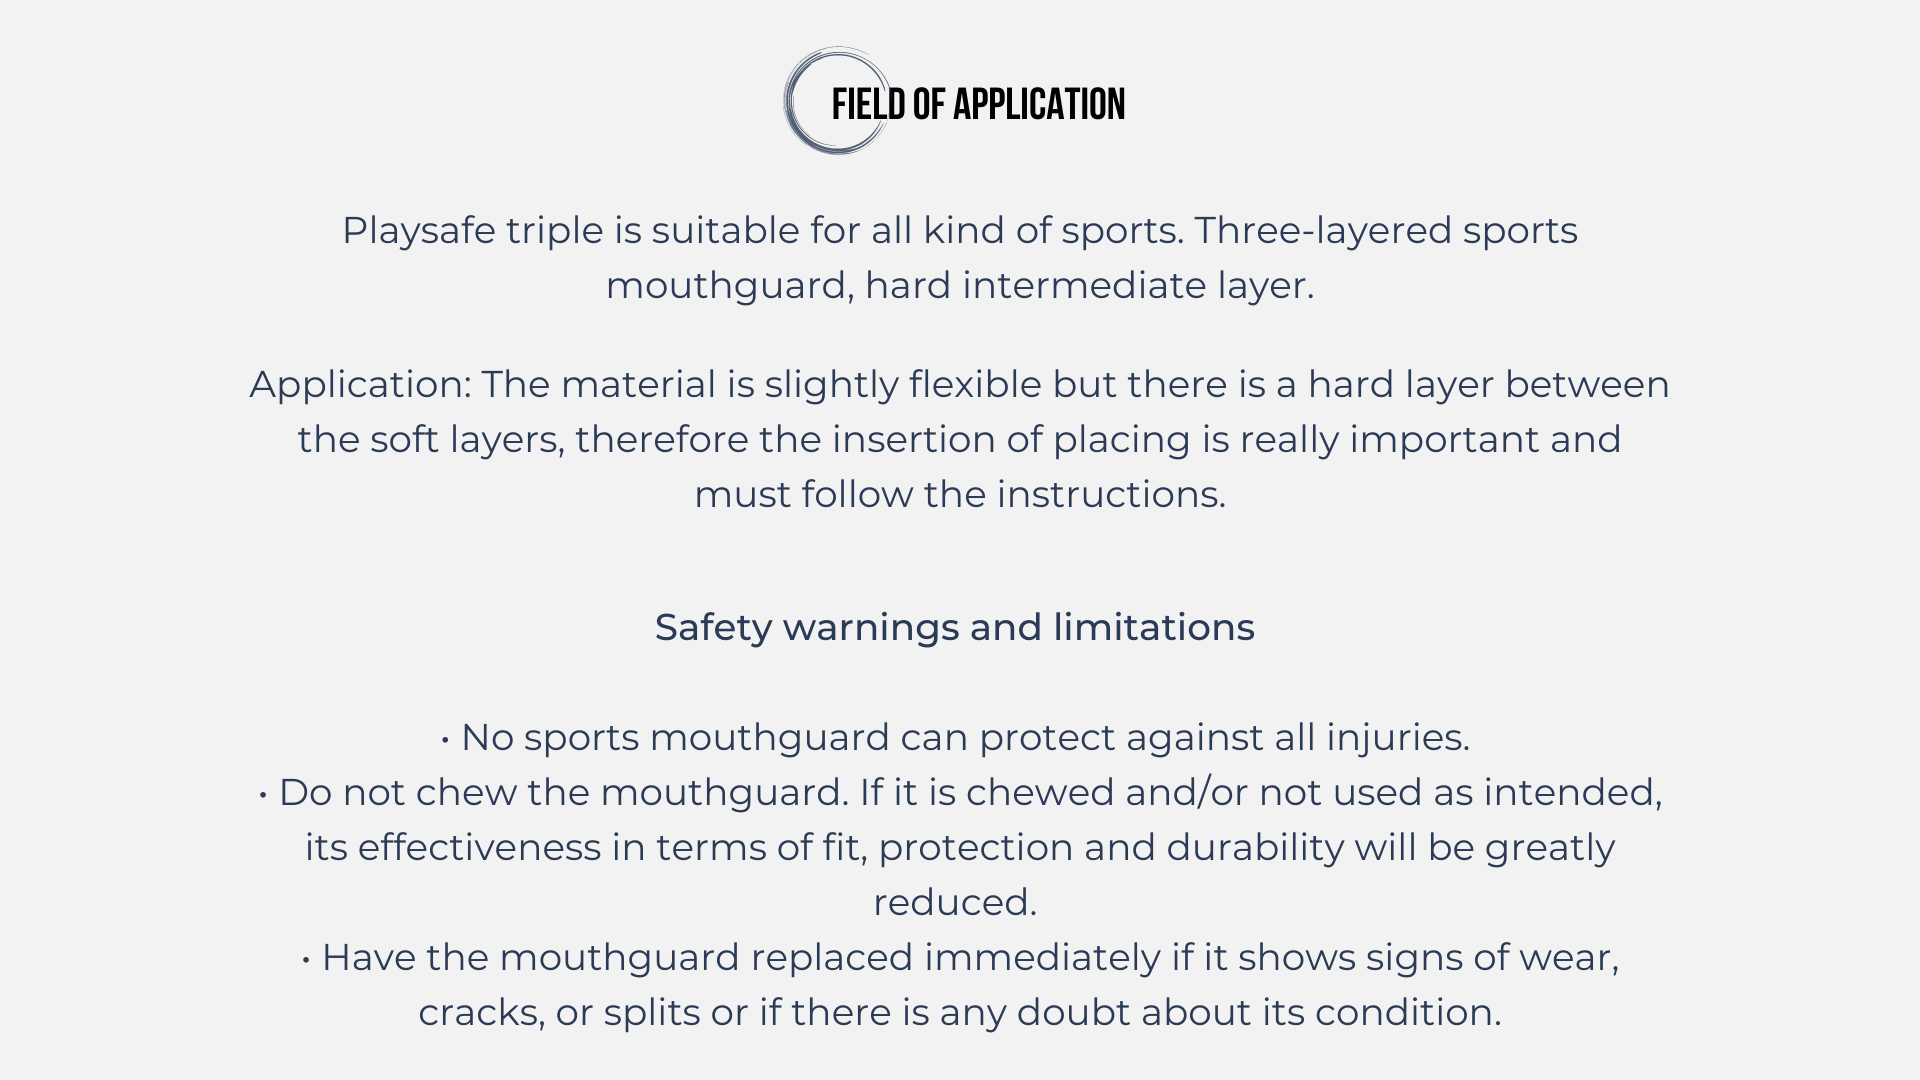 FIELD OF APPLICATION
Playsafe triple is suitable for all kind of sports. Three-layered sports
mouthguard, hard intermediate layer.
Application: The material is slightly flexible but there is a hard layer between
the soft layers, therefore the insertion of placing is really important and
must follow the instructions.
Safety warnings and limitations
• No sports mouthguard can protect against all injuries.
• Do not chew the mouthguard. If it is chewed and/or not used as intended,
its effectiveness in terms of fit, protection and durability will be greatly
reduced.
• Have the mouthguard replaced immediately if it shows signs of wear,
cracks, or splits or if there is any doubt about its condition.